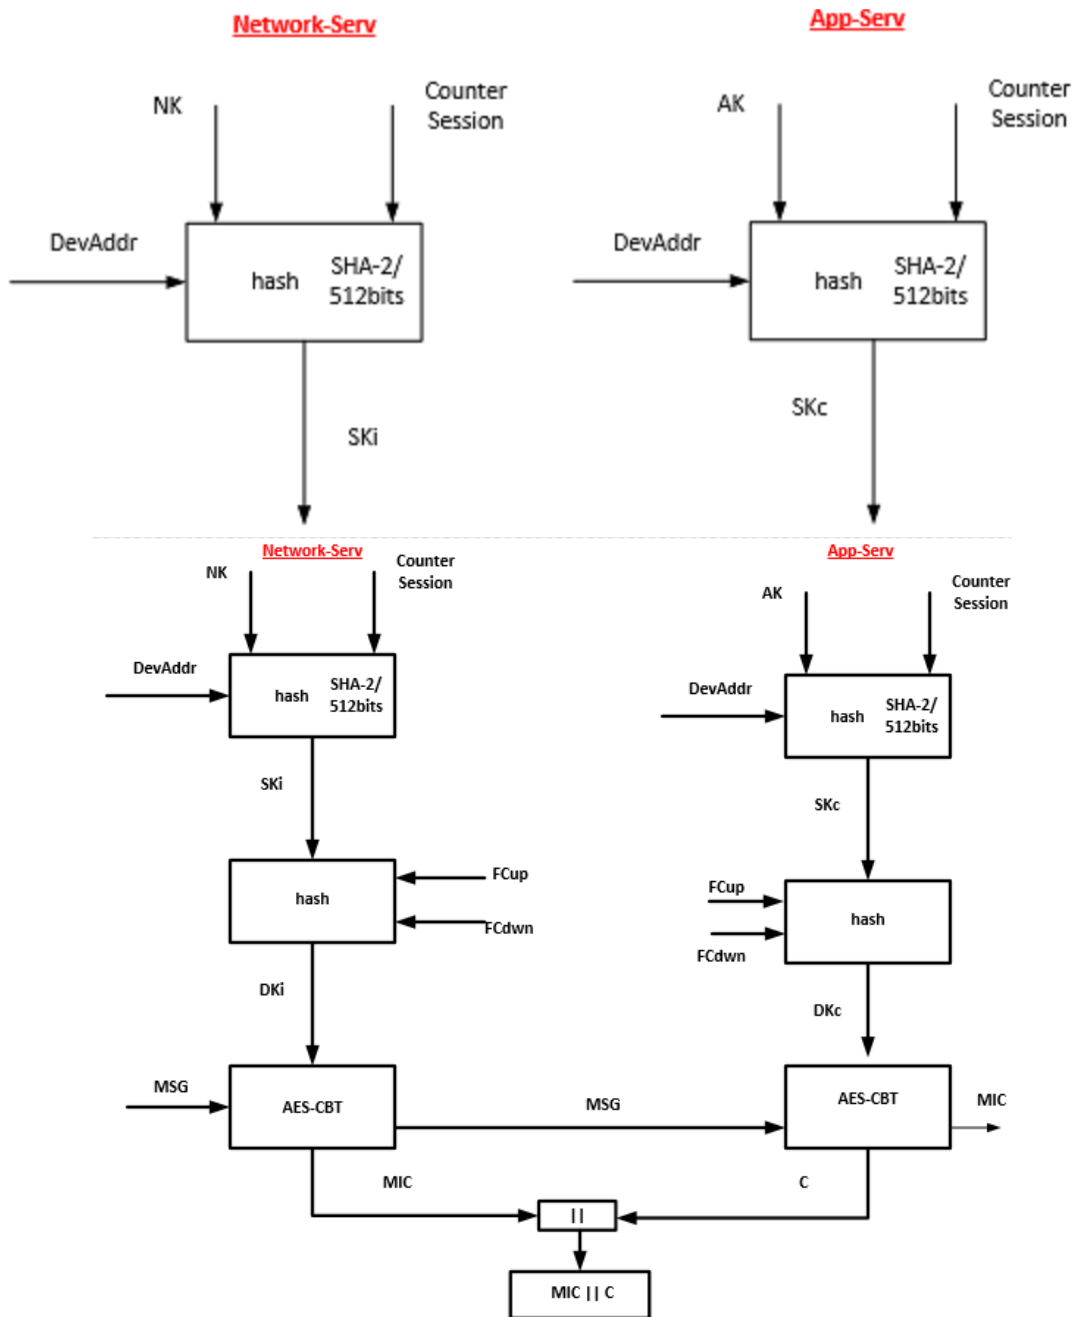 Network-Serv
App-Serv
NK
Counter
Session
AK
Counter
Session
DevAddr
hash
SHA-2/
512bits
DevAddr
hash
SHA-2/
512bits
SKi
SKc
Network-Serv
App-Serv
NK
Counter
Session
AK
Counter
Session
DevAddr
hash
SHA-2/
512bits
DevAddr
hash
SHA-2/
512bits
SKi
SKc
hash
FCup
FCdwn
FCup
FCdwn
hash
DKi
DKc
MSG
AES-CBT
MSG
AES-CBT
MIC
MIC
C
||
MIC || C